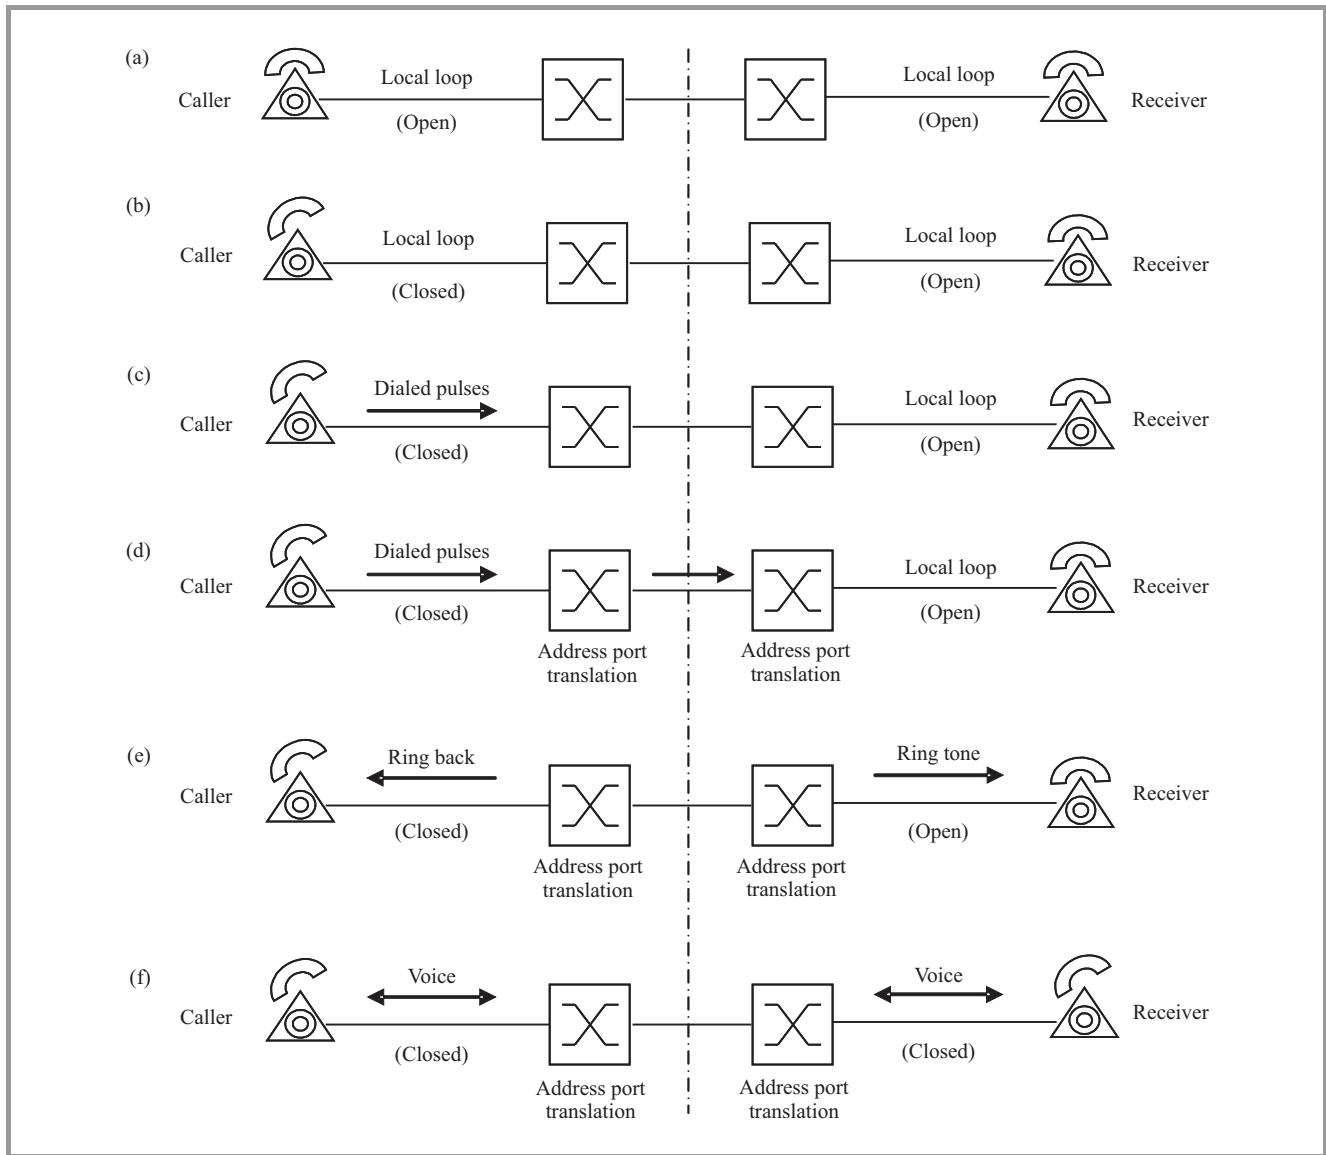 (a)
Local loop
Local loop
Caller
Receiver
(Open)
(Open)
(b)
Local loop
Local loop
Caller
Receiver
(Closed)
(Open)
(c)
Dialed pulses
Local loop
Caller
Receiver
(Closed)
(Open)
(d)
Dialed pulses
Local loop
Caller
Receiver
(Closed)
(Open)
Address port
translation
Address port
translation
(e)
Ring back
Ring tone
Caller
Receiver
(Closed)
(Open)
Address port
translation
Address port
translation
(f)
Voice
Voice
Caller
Receiver
(Closed)
(Closed)
Address port
translation
Address port
translation